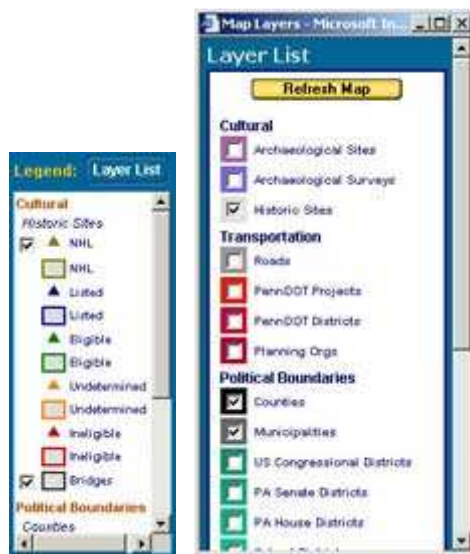 Legend: Layer List
Cultural
Historic Sites
NHL
NHL
Listed
Listed
Eligible
Eligible
Undetermined
Undetermined
Ineligible
Ineligible
Bridges
Political Boundaries
Counties
Map Layers - Microsoft In...
Layer List
Refresh Map
Cultural
Archaeological Sites
Archaeological Surveys
Historic Sites
Transportation
Roads
PennDOT Projects
PennDOT Districts
Planning Orgs
Political Boundaries
Counties
Municipalities
US Congressional Districts
PA Senate Districts
PA House Districts